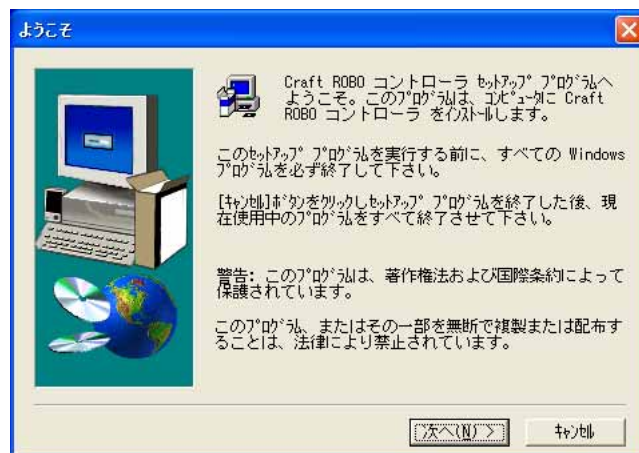 ようこそ
Craft ROBO コントローラ ｾｯﾄｱｯﾌﾟ ﾌﾟﾛｸﾞﾗﾑへ
ようこそ。このﾌﾟﾛｸﾞﾗﾑは、ｺﾝﾋﾟｭｰﾀに Craft
ROBO コントローラ をｲﾝｽﾄｰﾙします。
このｾｯﾄｱｯﾌﾟ ﾌﾟﾛｸﾞﾗﾑを実行する前に、すべての Windows
ﾌﾟﾛｸﾞﾗﾑを必ず終了して下さい。
[ｷｬﾝｾﾙ]ﾎﾞﾀﾝをｸﾘｯｸしｾｯﾄｱｯﾌﾟ ﾌﾟﾛｸﾞﾗﾑを終了した後、現
在使用中のﾌﾟﾛｸﾞﾗﾑをすべて終了させて下さい。
警告: このﾌﾟﾛｸﾞﾗﾑは、著作権法および国際条約によって
保護されています。
このﾌﾟﾛｸﾞﾗﾑ、またはその一部を無断で複製または配布す
ることは、法律により禁止されています。
次へ(N) >
ｷｬﾝｾﾙ